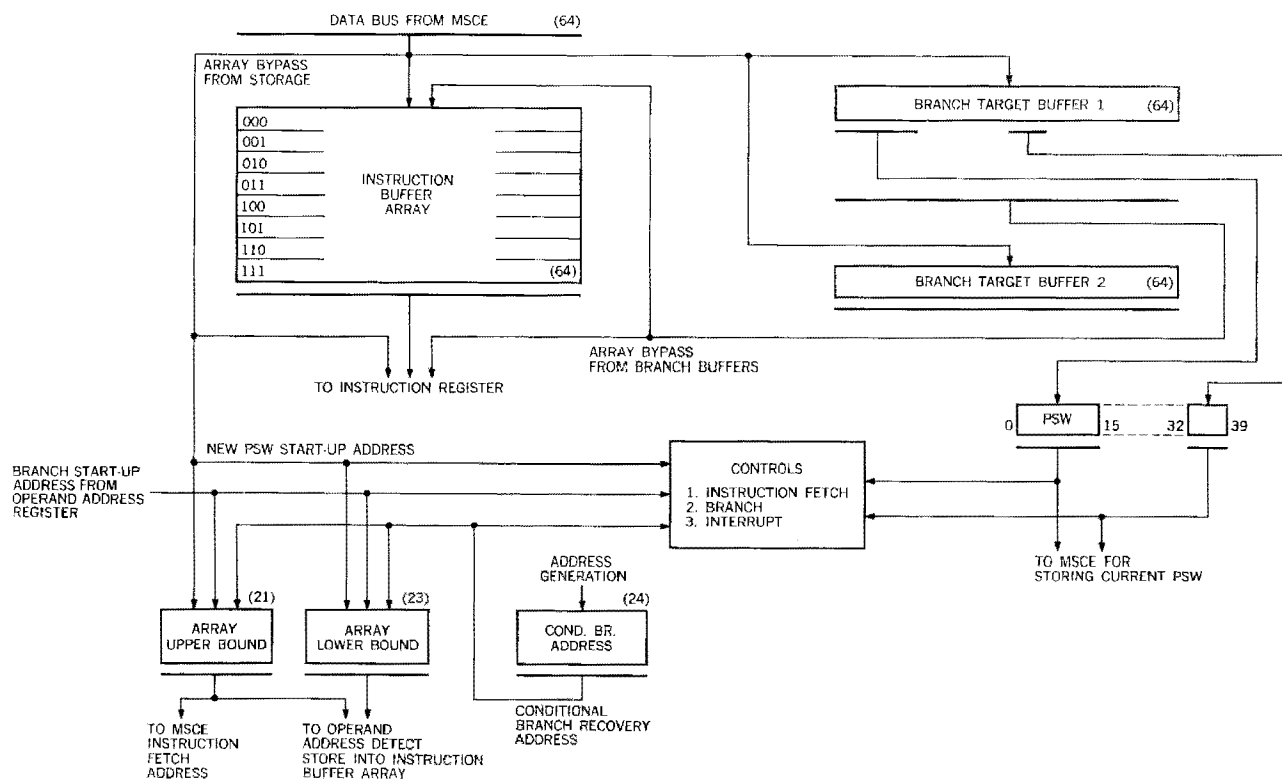 DATA BUS FROM MSCE (64)
ARRAY BYPASS
FROM STORAGE
BRANCH TARGET BUFFER 1 (64)
000
001
010
011
100
101
110
111
INSTRUCTION
BUFFER
ARRAY
(64)
BRANCH TARGET BUFFER 2 (64)
ARRAY BYPASS
FROM BRANCH BUFFERS
TO INSTRUCTION REGISTER
0 PSW 15 32 39
NEW PSW START-UP ADDRESS
BRANCH START-UP
ADDRESS FROM
OPERAND ADDRESS
REGISTER
CONTROLS
1. INSTRUCTION FETCH
2. BRANCH
3. INTERRUPT
TO MSCE FOR
STORING CURRENT PSW
ADDRESS
GENERATION
(21)
ARRAY
UPPER BOUND
(23)
ARRAY
LOWER BOUND
(24)
COND. BR.
ADDRESS
TO MSCE
INSTRUCTION
FETCH
ADDRESS
TO OPERAND
ADDRESS DETECT
STORE INTO INSTRUCTION
BUFFER ARRAY
CONDITIONAL
BRANCH RECOVERY
ADDRESS